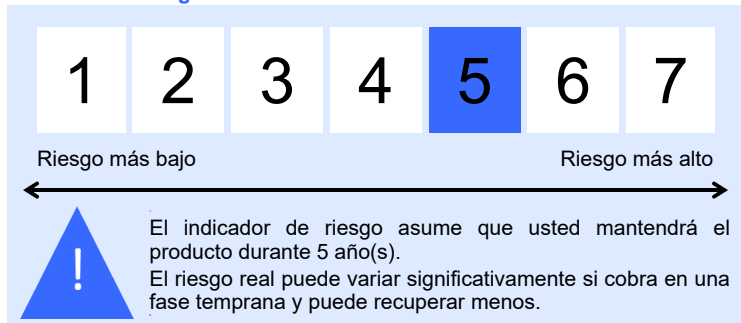 1 2 3 4 5 6 7
Riesgo más bajo Riesgo más alto
!
El indicador de riesgo asume que usted mantendrá el
producto durante 5 año(s).
El riesgo real puede variar significativamente si cobra en una
fase temprana y puede recuperar menos.